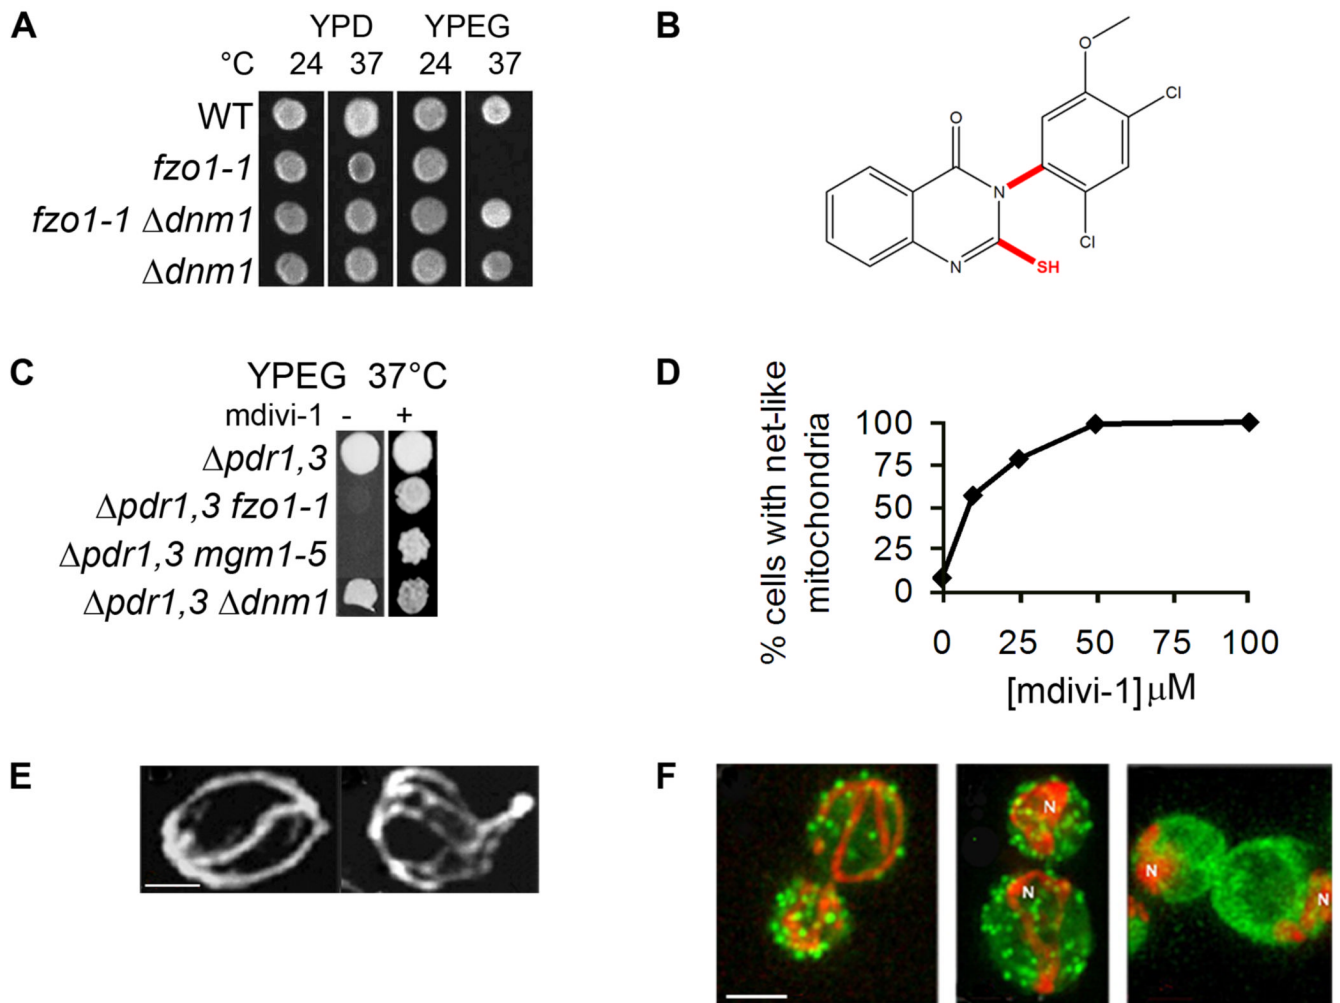 A
YPD YPEG
°C 24 37 24 37
WT
fzo1-1
fzo1-1 Δdnm1
Δdnm1
B
O
O
Cl
N
Cl
N
SH
C
YPEG 37°C
mdivi-1 - +
Δpdr1,3
Δpdr1,3 fzo1-1
Δpdr1,3 mgm1-5
Δpdr1,3 Δdnm1
D
% cells with net-like
mitochondria
100
75
50
25
0
0 25 50 75 100
[mdivi-1] μM
E
F
N
N
N
N